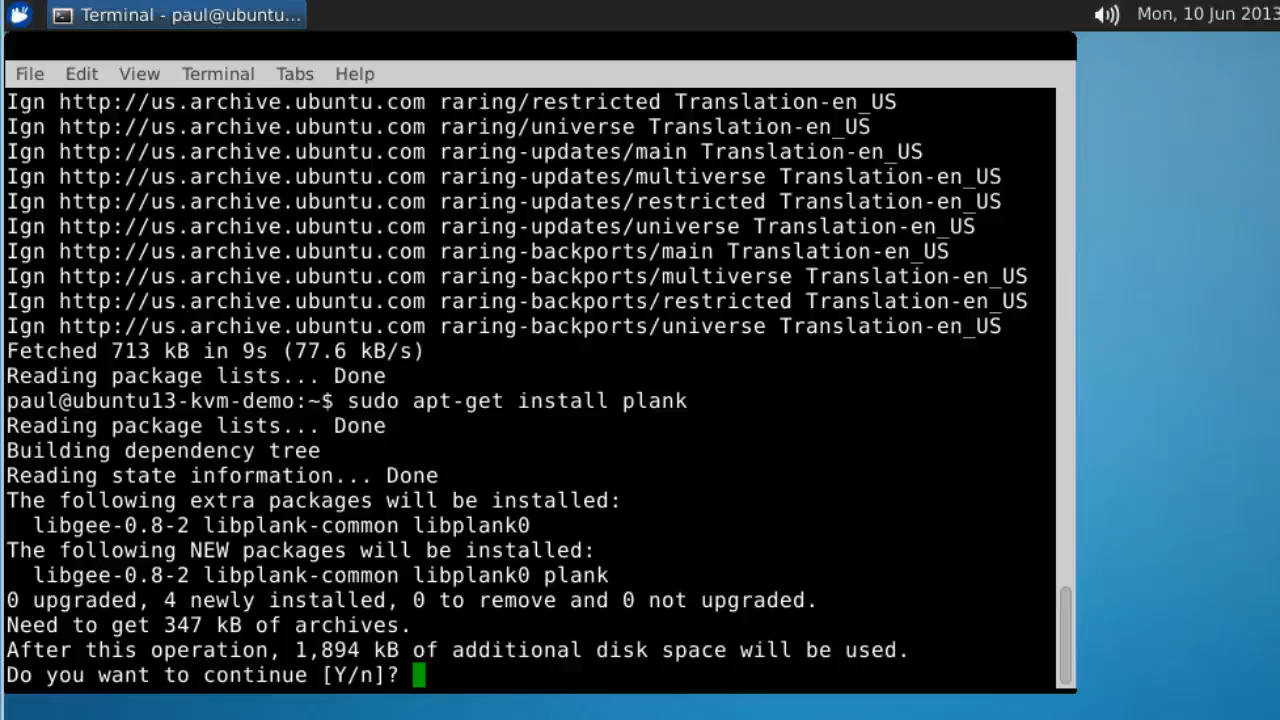 Terminal - paul@ubuntu...
Mon, 10 Jun 2013
File Edit View Terminal Tabs Help
Ign http://us.archive.ubuntu.com raring/restricted Translation-en_US
Ign http://us.archive.ubuntu.com raring/universe Translation-en_US
Ign http://us.archive.ubuntu.com raring-updates/main Translation-en_US
Ign http://us.archive.ubuntu.com raring-updates/multiverse Translation-en_US
Ign http://us.archive.ubuntu.com raring-updates/restricted Translation-en_US
Ign http://us.archive.ubuntu.com raring-updates/universe Translation-en_US
Ign http://us.archive.ubuntu.com raring-backports/main Translation-en_US
Ign http://us.archive.ubuntu.com raring-backports/multiverse Translation-en_US
Ign http://us.archive.ubuntu.com raring-backports/restricted Translation-en_US
Ign http://us.archive.ubuntu.com raring-backports/universe Translation-en_US
Fetched 713 kB in 9s (77.6 kB/s)
Reading package lists... Done
paul@ubuntu13-kvm-demo:~$ sudo apt-get install plank
Reading package lists... Done
Building dependency tree
Reading state information... Done
The following extra packages will be installed:
libgee-0.8-2 libplank-common libplank0
The following NEW packages will be installed:
libgee-0.8-2 libplank-common libplank0 plank
0 upgraded, 4 newly installed, 0 to remove and 0 not upgraded.
Need to get 347 kB of archives.
After this operation, 1,894 kB of additional disk space will be used.
Do you want to continue [Y/n]?